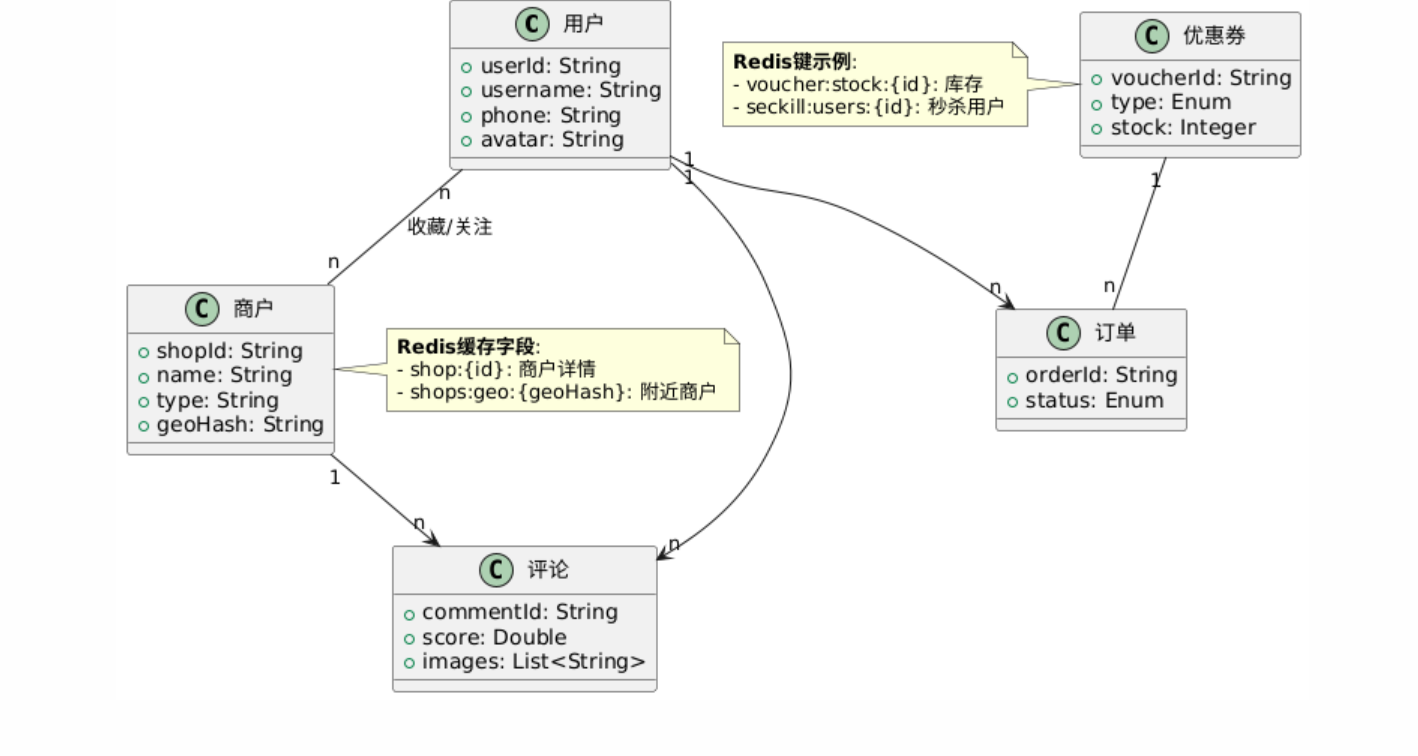 C 用户
userId: String
username: String
phone: String
avatar: String
Redis键示例:
- voucher:stock:{id}: 库存
- seckill:users:{id}: 秒杀用户
C 优惠券
voucherId: String
type: Enum
stock: Integer
1
1
n
收藏/关注
n
1
n
n
C 商户
shopId: String
name: String
type: String
geoHash: String
Redis缓存字段:
- shop:{id}: 商户详情
- shops:geo:{geoHash}: 附近商户
C 订单
orderId: String
status: Enum
1
n
n
C 评论
commentId: String
score: Double
images: List<String>